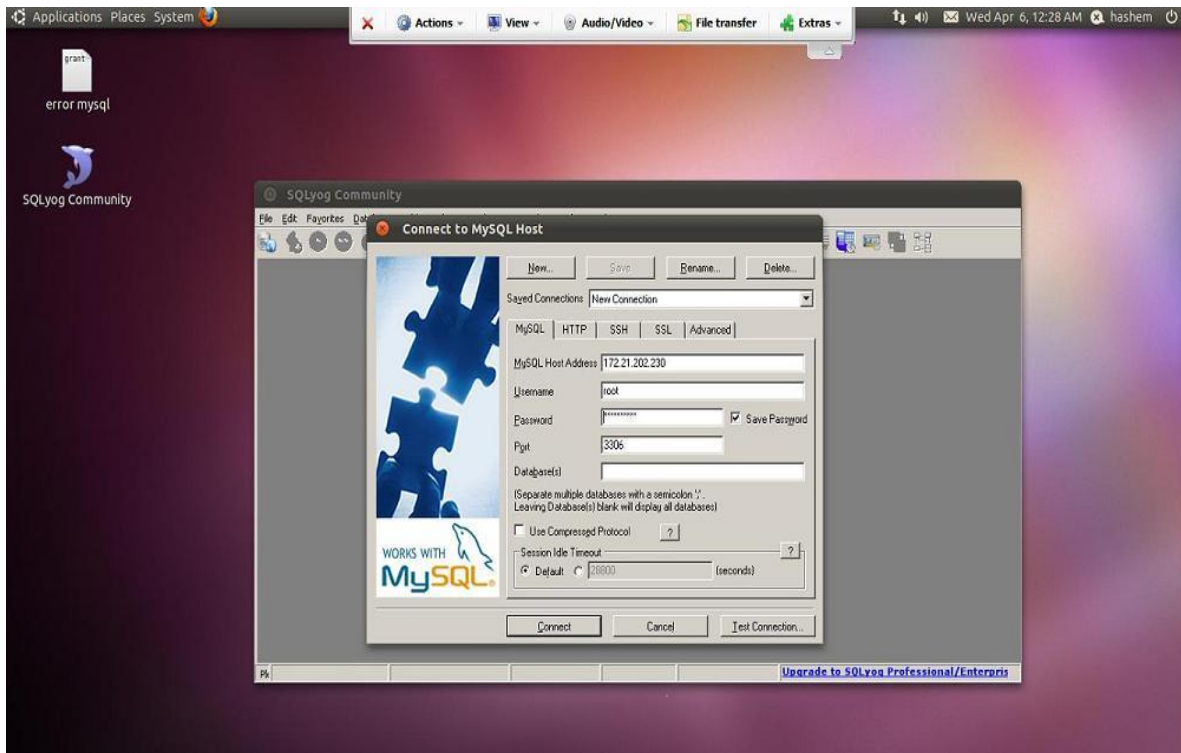 Applications Places System
Actions View Audio/Video File transfer Extras
Wed Apr 6, 12:28 AM hashem
grant
error mysql
SQLyog Community
SQLyog Community
File Edit Favorites
Connect to MySQL Host
New... Save Rename... Delete...
Saved Connections New Connection
MySQL HTTP SSH SSL Advanced
MySQL Host Address 172.21.202.230
Username root
Password ********** Save Password
Port 3306
Database(s)
(Separate multiple databases with a semicolon ';'.
Leaving Database(s) blank will display all databases)
Use Compressed Protocol ?
Session Idle Timeout ?
Default 28800 (seconds)
WORKS WITH
MySQL
Connect Cancel Test Connection...
Upgrade to SQLyog Professional/Enterpris